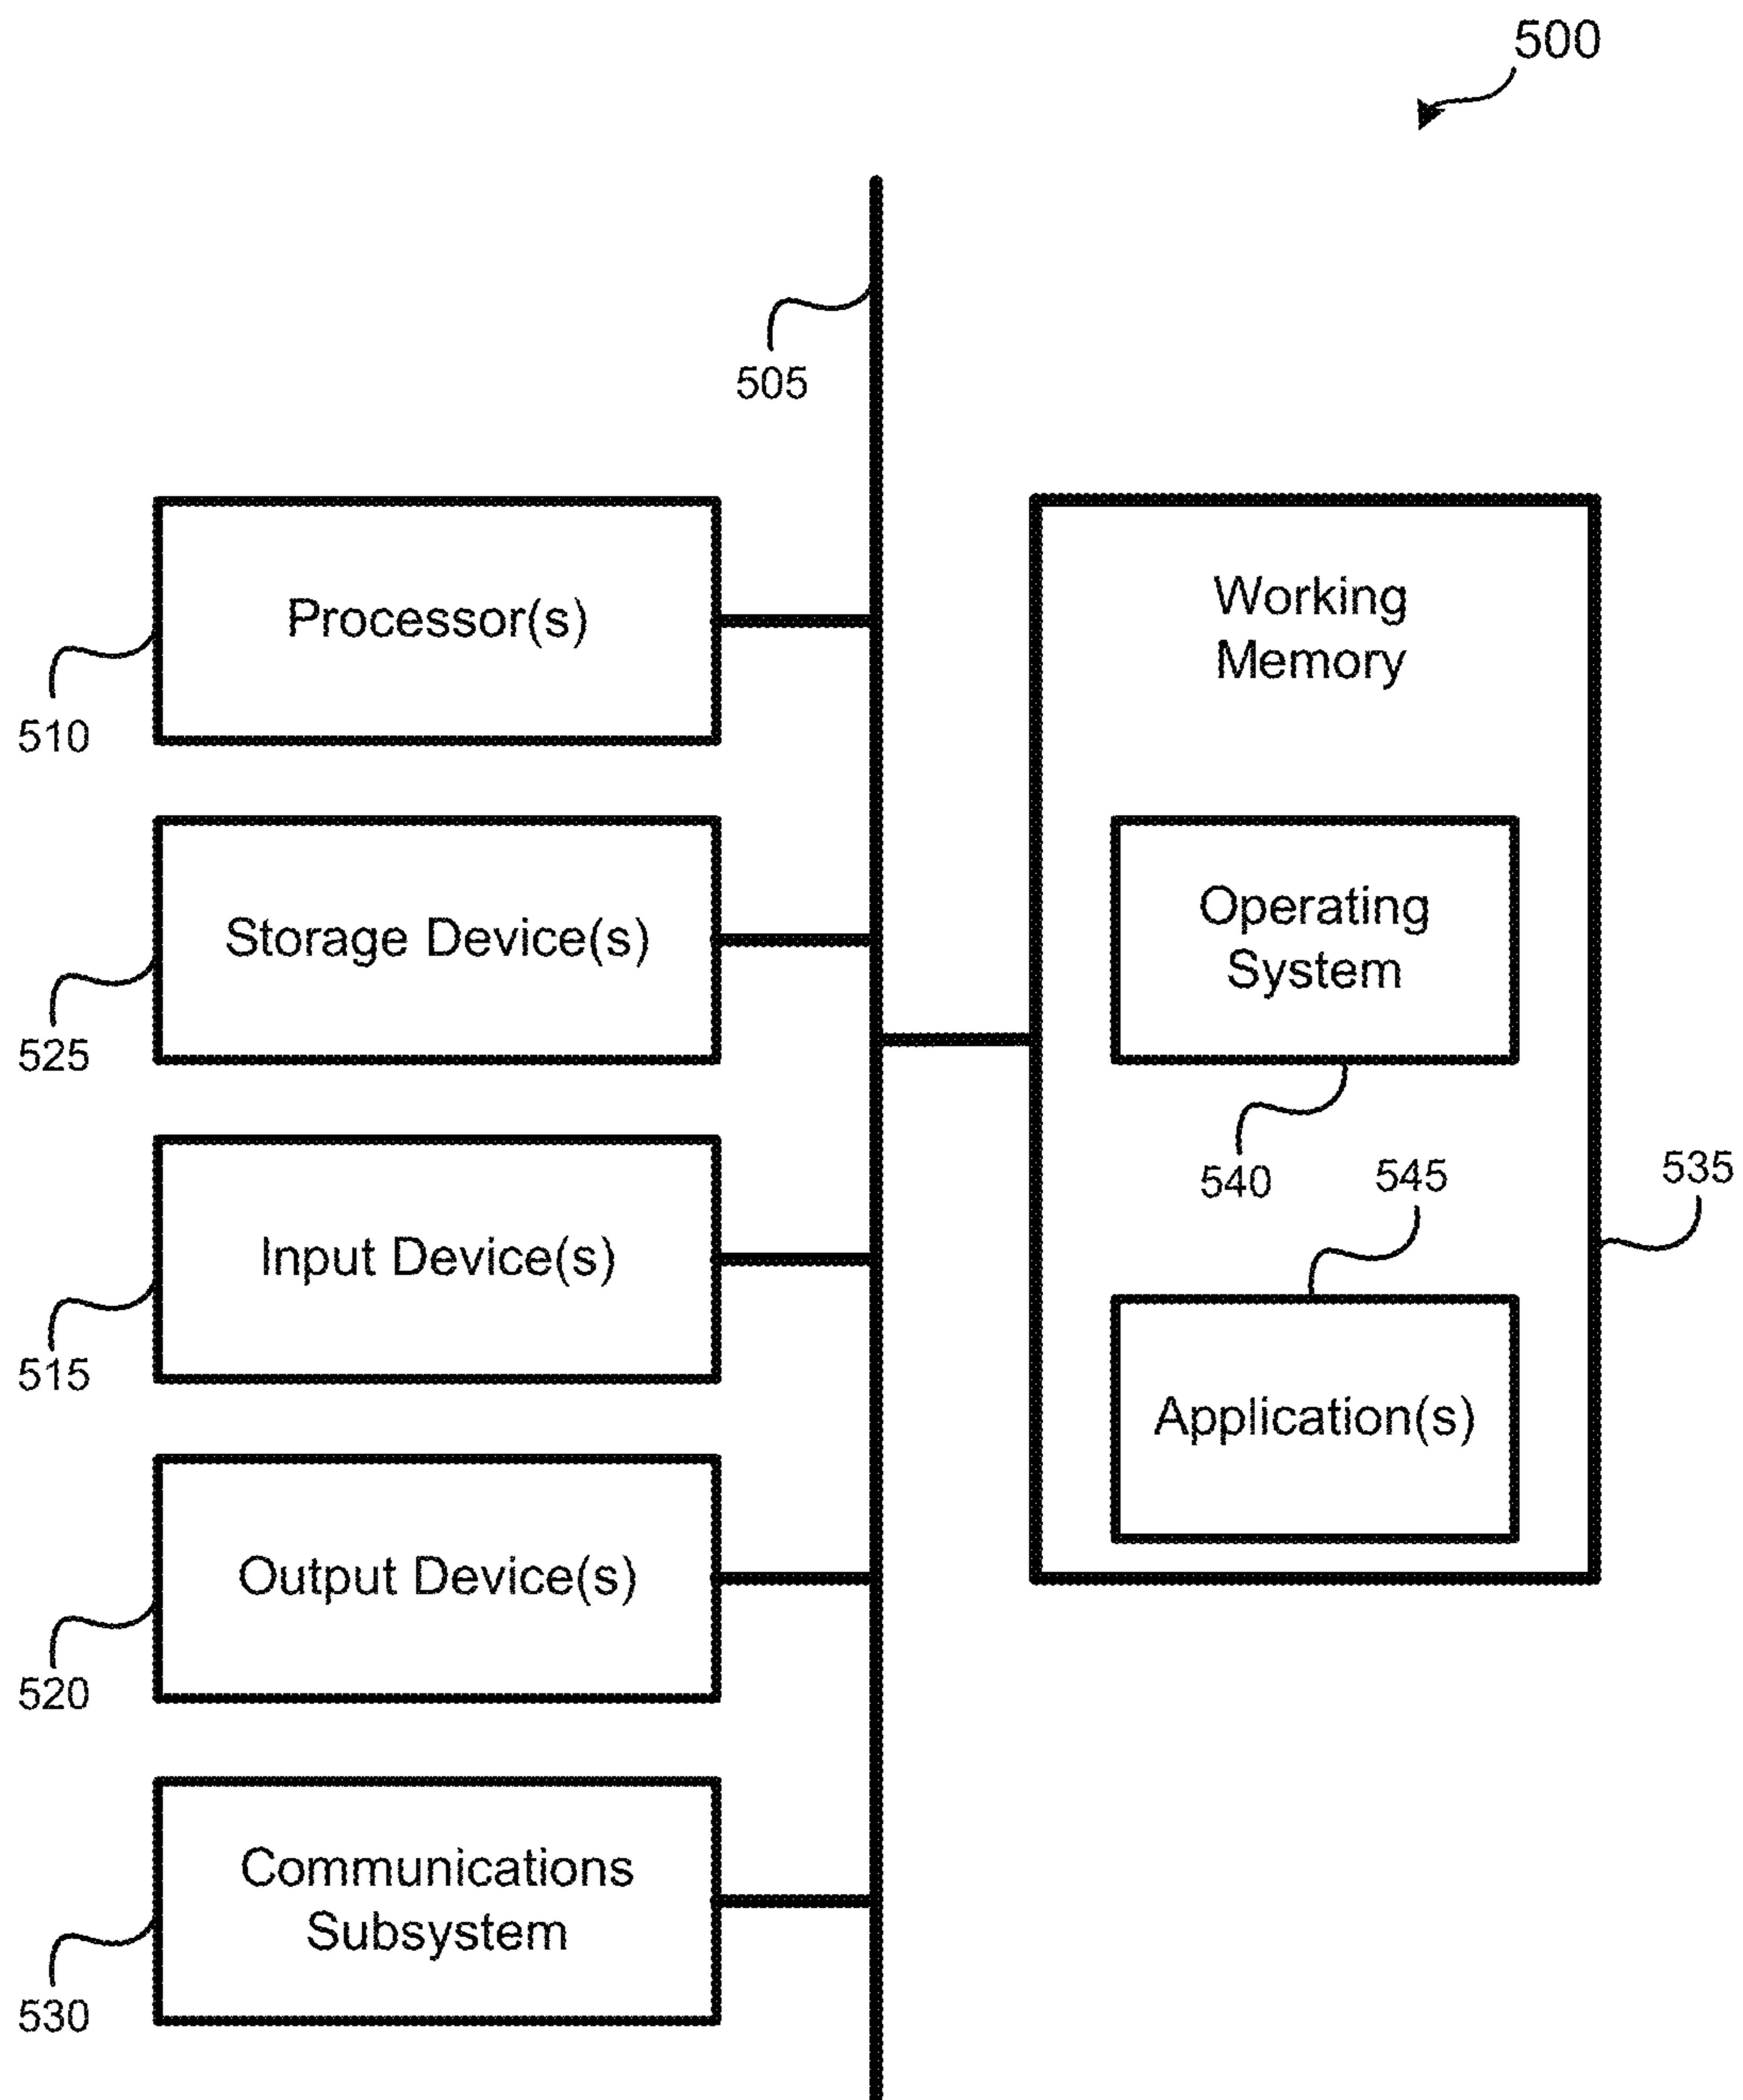 500
505
Processor(s)
510
Storage Device(s)
525
Input Device(s)
515
Output Device(s)
520
Communications
Subsystem
530
Working
Memory
Operating
System
540
545
535
Application(s)